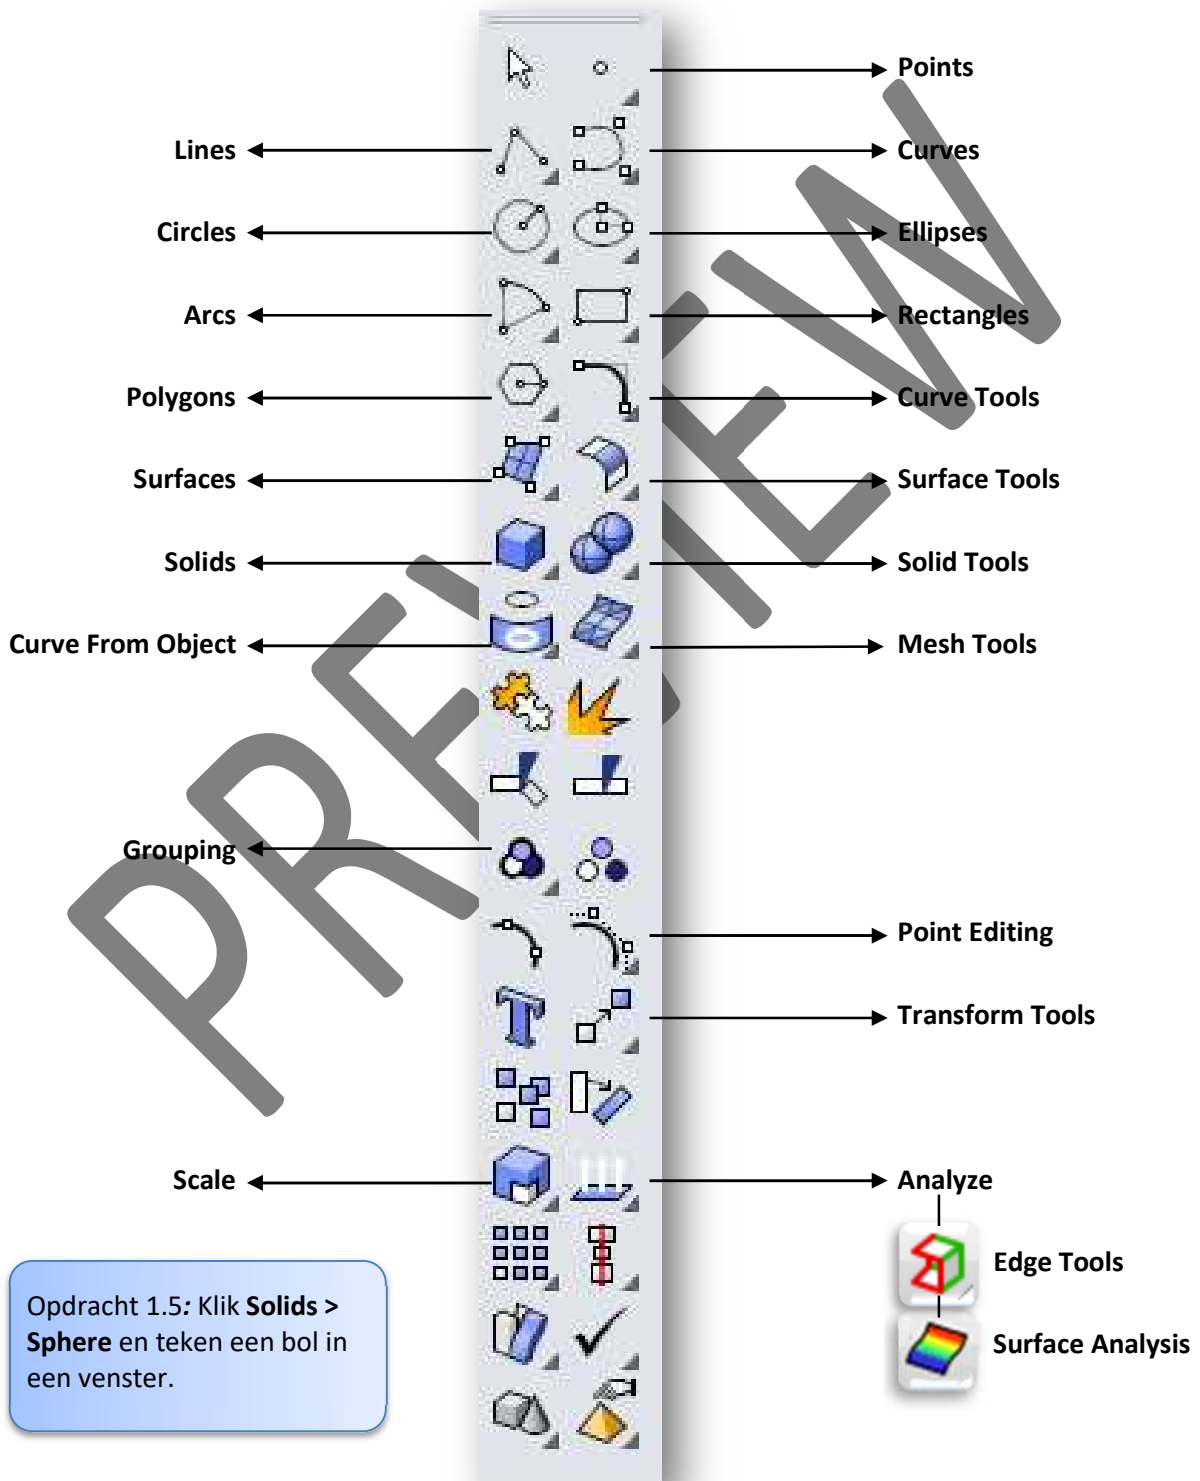 Points
Lines
Curves
Circles
Ellipses
Arcs
Rectangles
Polygons
Curve Tools
Surfaces
Surface Tools
Solids
Solid Tools
Curve From Object
Mesh Tools
Grouping
Point Editing
Transform Tools
Scale
Analyze
Edge Tools
Surface Analysis
Opdracht 1.5: Klik Solids >
Sphere en teken een bol in
een venster.
PREVIEW